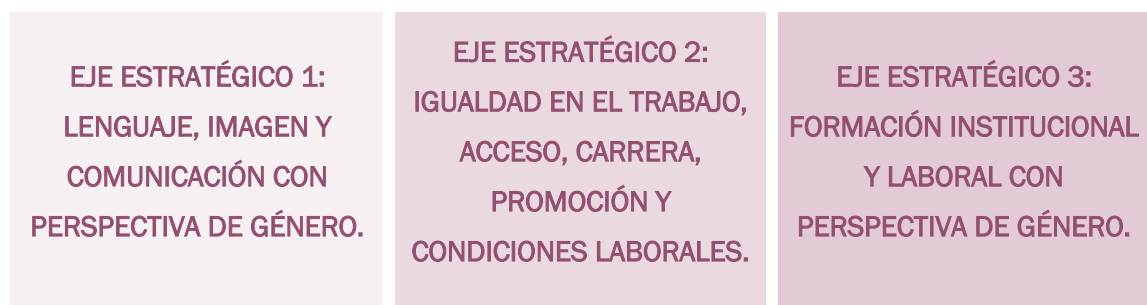 EJE ESTRATÉGICO 1:
LENGUAJE, IMAGEN Y
COMUNICACIÓN CON
PERSPECTIVA DE GÉNERO.
EJE ESTRATÉGICO 2:
IGUALDAD EN EL TRABAJO,
ACCESO, CARRERA,
PROMOCIÓN Y
CONDICIONES LABORALES.
EJE ESTRATÉGICO 3:
FORMACIÓN INSTITUCIONAL
Y LABORAL CON
PERSPECTIVA DE GÉNERO.